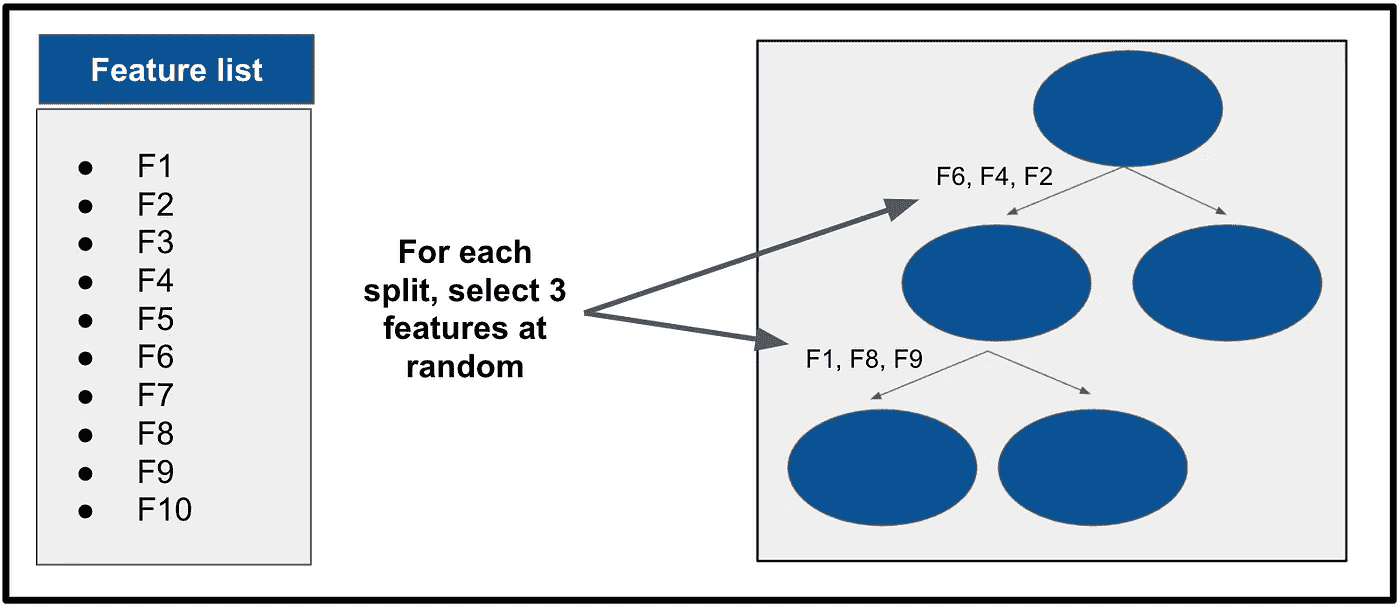 Feature list
● F1
● F2
● F3
● F4
● F5
● F6
● F7
● F8
● F9
● F10
For each
split, select 3
features at
random
F6, F4, F2
F1, F8, F9